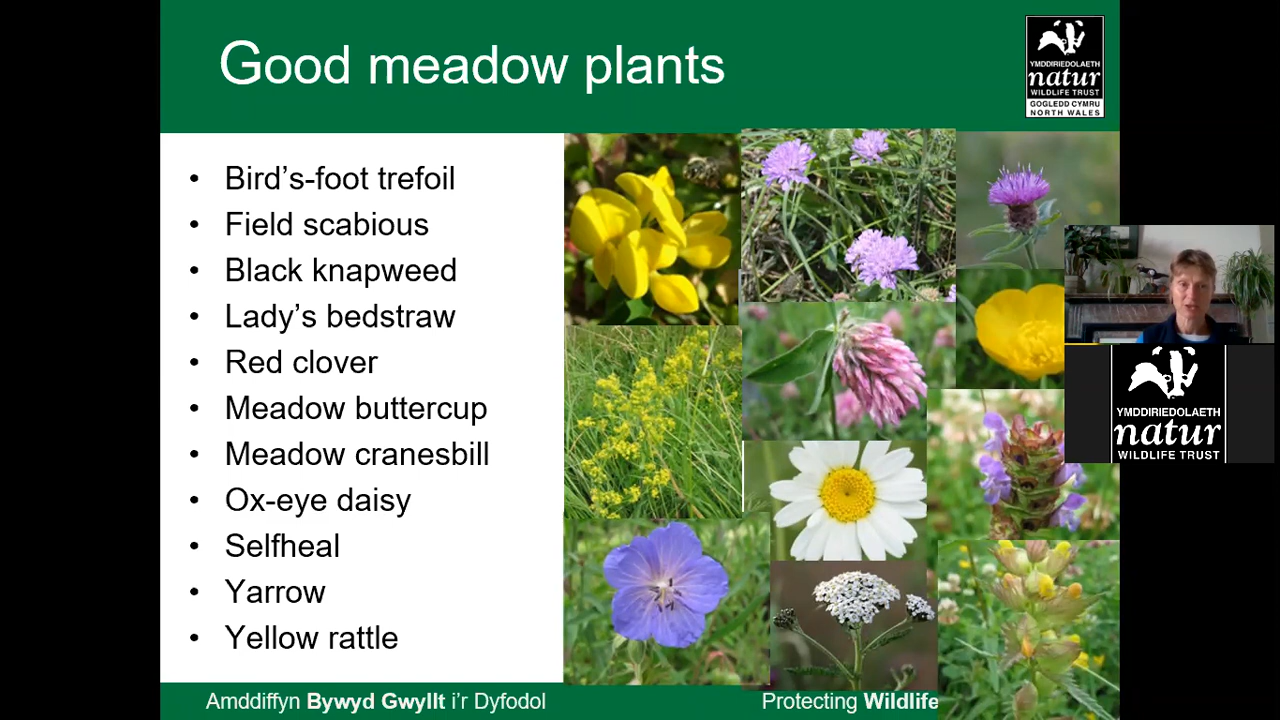 Good meadow plants
YMDDIRIEDOLAETH
natur
WILDLIFE TRUST
GOGLEDD CYMRU
NORTH WALES
• Bird's-foot trefoil
• Field scabious
• Black knapweed
• Lady's bedstraw
• Red clover
• Meadow buttercup
• Meadow cranesbill
• Ox-eye daisy
• Selfheal
• Yarrow
• Yellow rattle
YMDDIRIEDOLAETH
natur
WILDLIFE TRUST
Amddiffyn Bywyd Gwyllt i'r Dyfodol
Protecting Wildlife